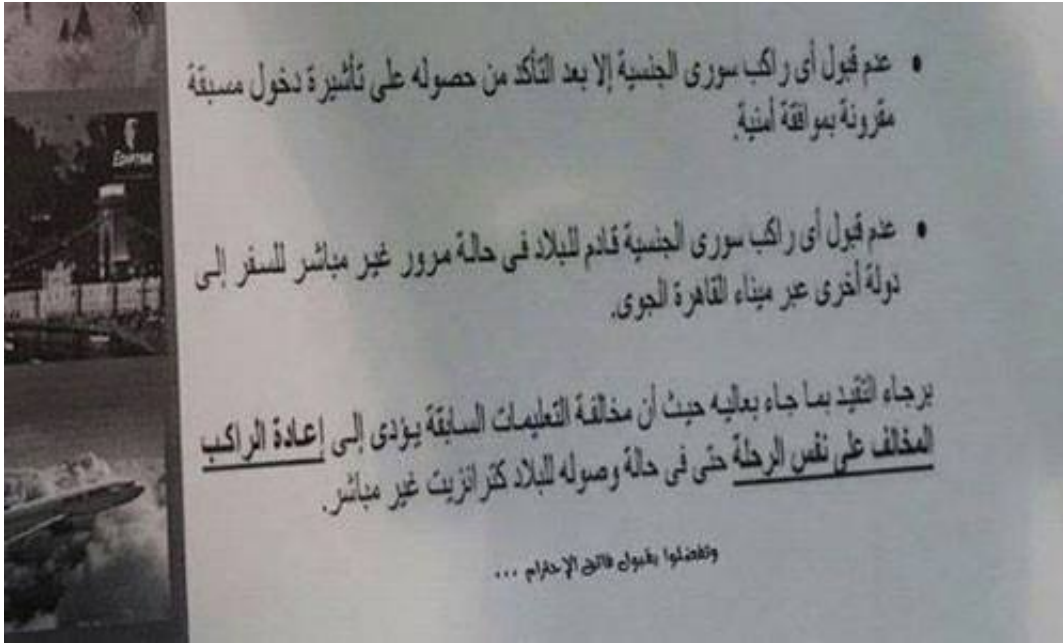 • عدم قبول أى راكب سورى الجنسية إلا بعد التأكد من حصوله على تأشيرة دخول مسبقة
مقرونة بموافقة أمنية.
• عدم قبول أى راكب سورى الجنسية قادم للبلاد فى حالة مرور غير مباشر للسفر إلى
دولة أخرى عبر ميناء القاهرة الجوى.
برجاء التقيد بما جاء بعاليه حيث أن مخالفة التعليمات السابقة يؤدى إلى إعادة الراكب
المخالف على نفس الرحلة حتى فى حالة وصوله للبلاد كترانزيت غير مباشر.
وتفضلوا بقبول فائق الإحترام ...
EGYPTAIR